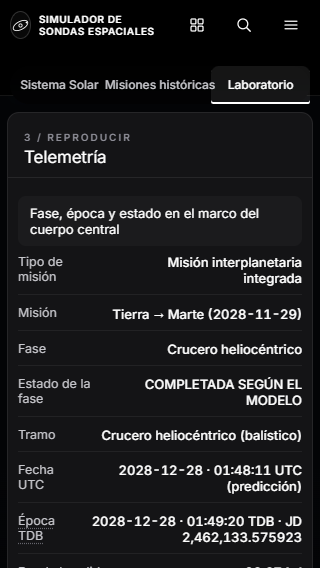 SIMULADOR DE
SONDAS ESPACIALES
Sistema Solar Misiones históricas Laboratorio
3 / REPRODUCIR
Telemetría
Fase, época y estado en el marco del
cuerpo central
Tipo de
misión
Misión interplanetaria
integrada
Misión
Tierra → Marte (2028-11-29)
Fase
Crucero heliocéntrico
Estado de la
fase
COMPLETADA SEGÚN EL
MODELO
Tramo
Crucero heliocéntrico (balístico)
Fecha
UTC
2028-12-28 · 01:48:11 UTC
(predicción)
Época
TDB
2028-12-28 · 01:49:20 TDB · JD
2,462,133.575923